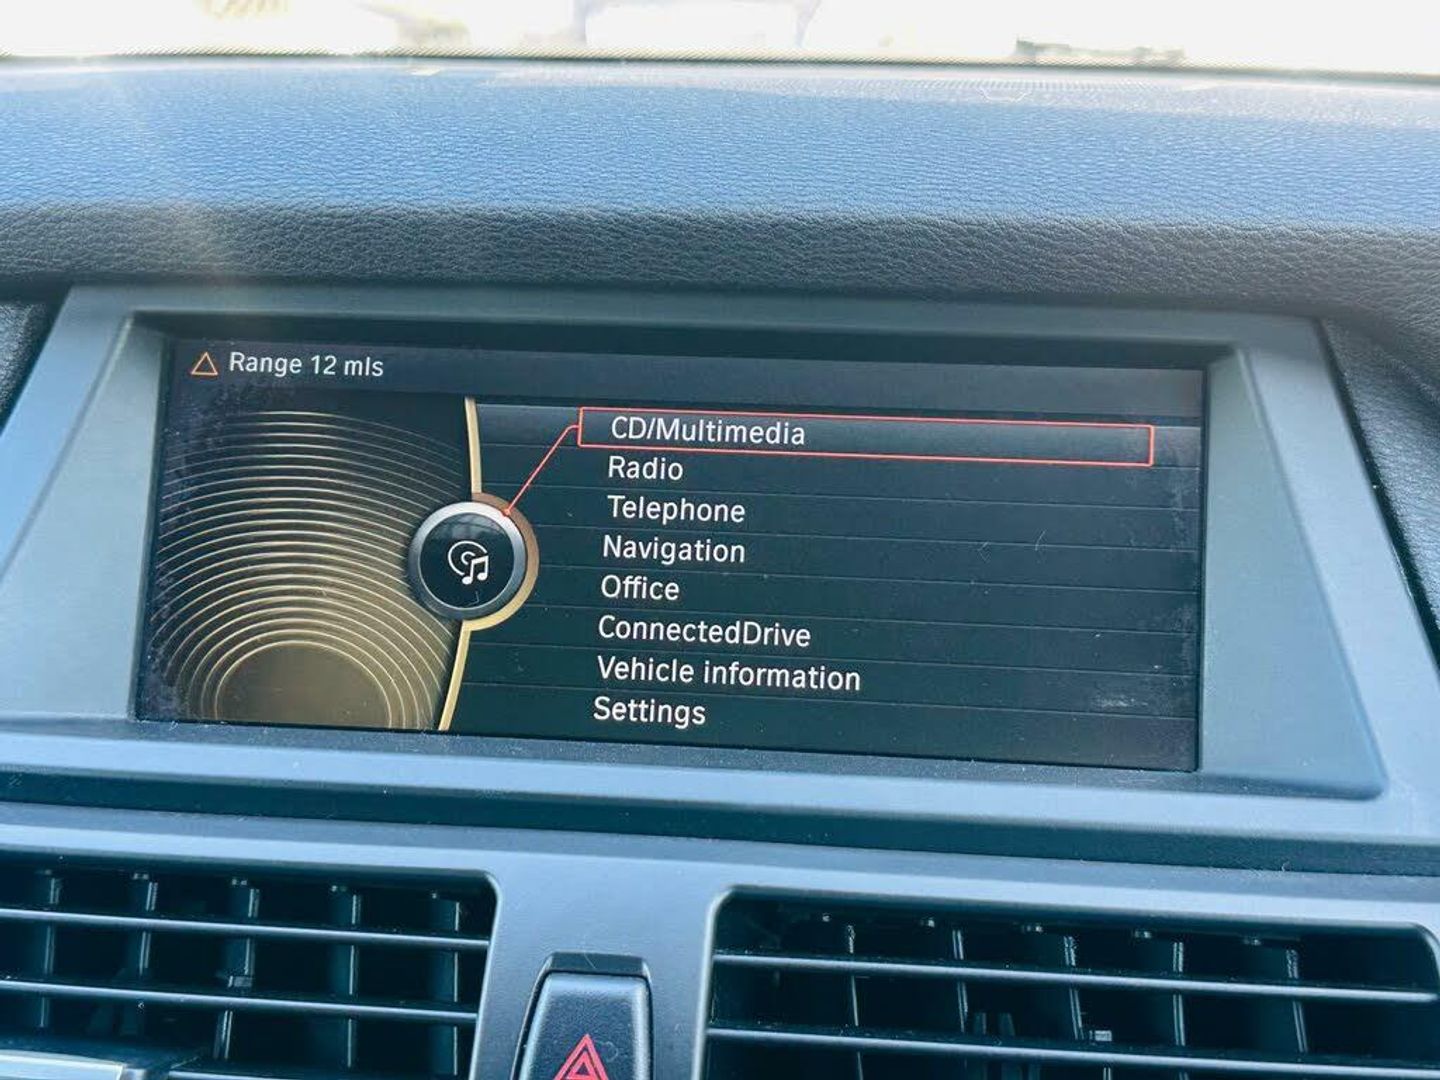 Range 12 mls
CD/Multimedia
Radio
Telephone
Navigation
Office
ConnectedDrive
Vehicle information
Settings